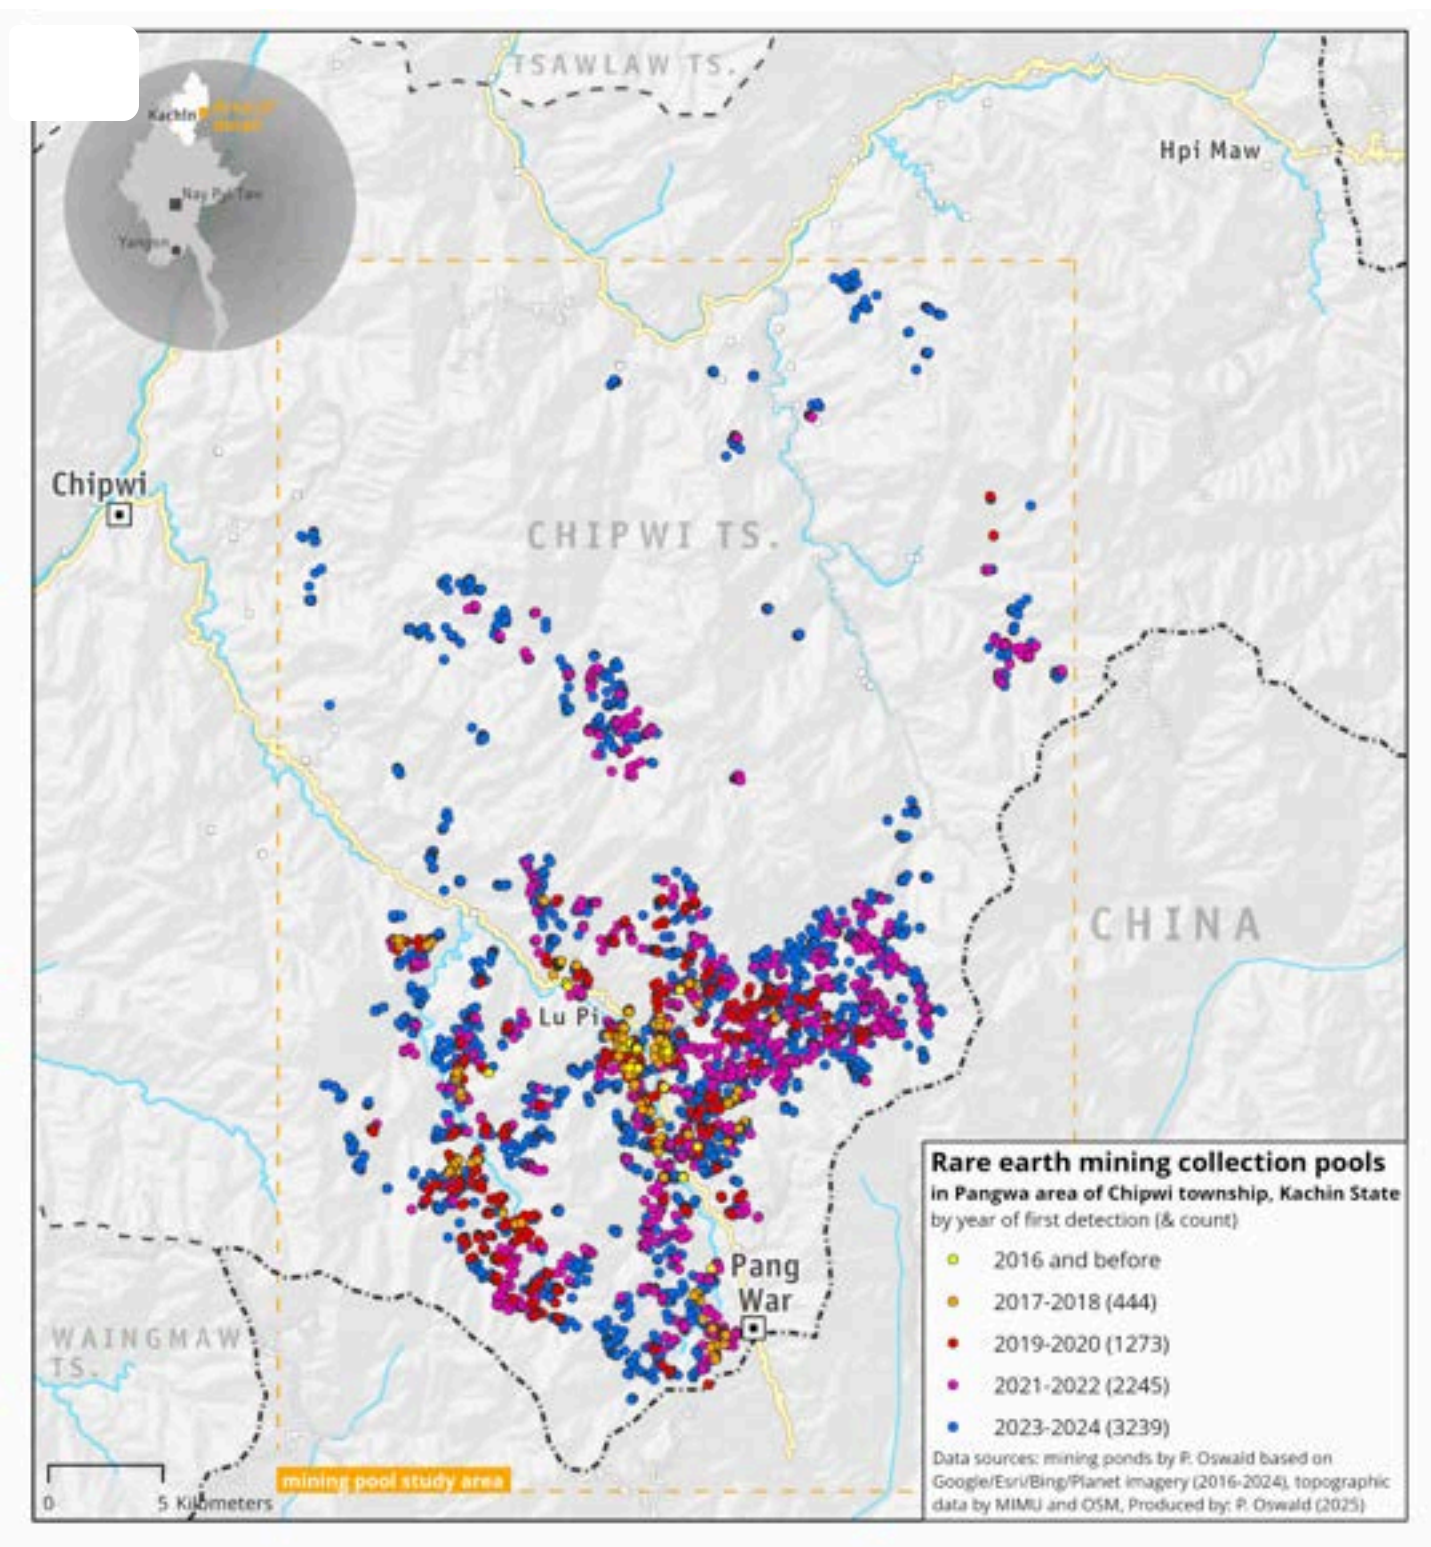 TSAWLAW TS.
Kachin
Nay Pyi Taw
Yangon
Hpi Maw
Chipwi
CHIPWI TS.
CHINA
Lu Pi
Pang
War
WAINGMAW
TS.
Rare earth mining collection pools
in Pangwa area of Chipwi township, Kachin State
by year of first detection (& count)
2016 and before
2017-2018 (444)
2019-2020 (1273)
2021-2022 (2245)
2023-2024 (3239)
Data sources: mining ponds by P. Oswald based on
Google/Esri/Bing/Planet imagery (2016-2024), topographic
data by MIMU and OSM, Produced by: P. Oswald (2025)
mining pool study area
0 5 Kilometers